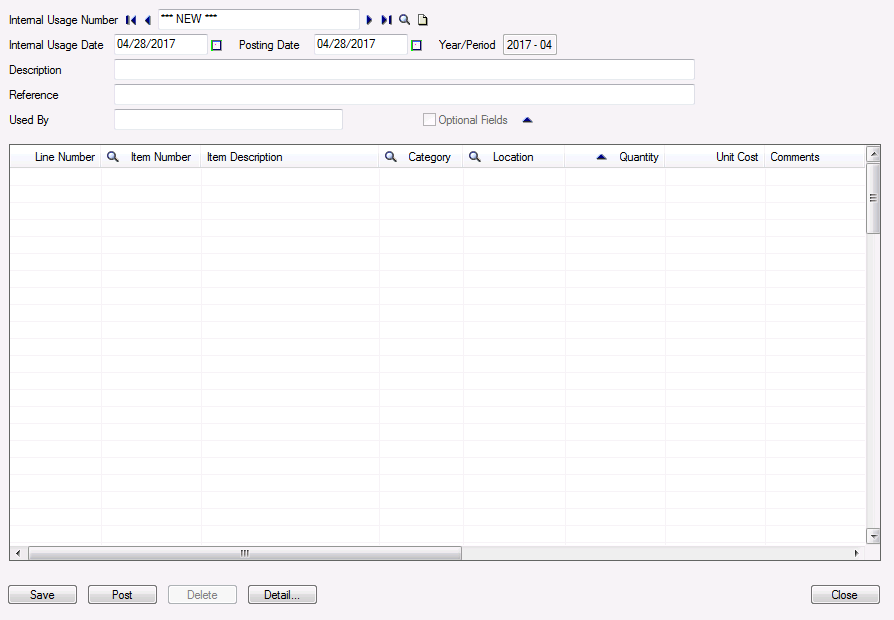 Internal Usage Number *** NEW ***
Internal Usage Date 04/28/2017 Posting Date 04/28/2017 Year/Period 2017 - 04
Description
Reference
Used By Optional Fields
Line Number Item Number Item Description Category Location Quantity Unit Cost Comments
Save Post Delete Detail... Close